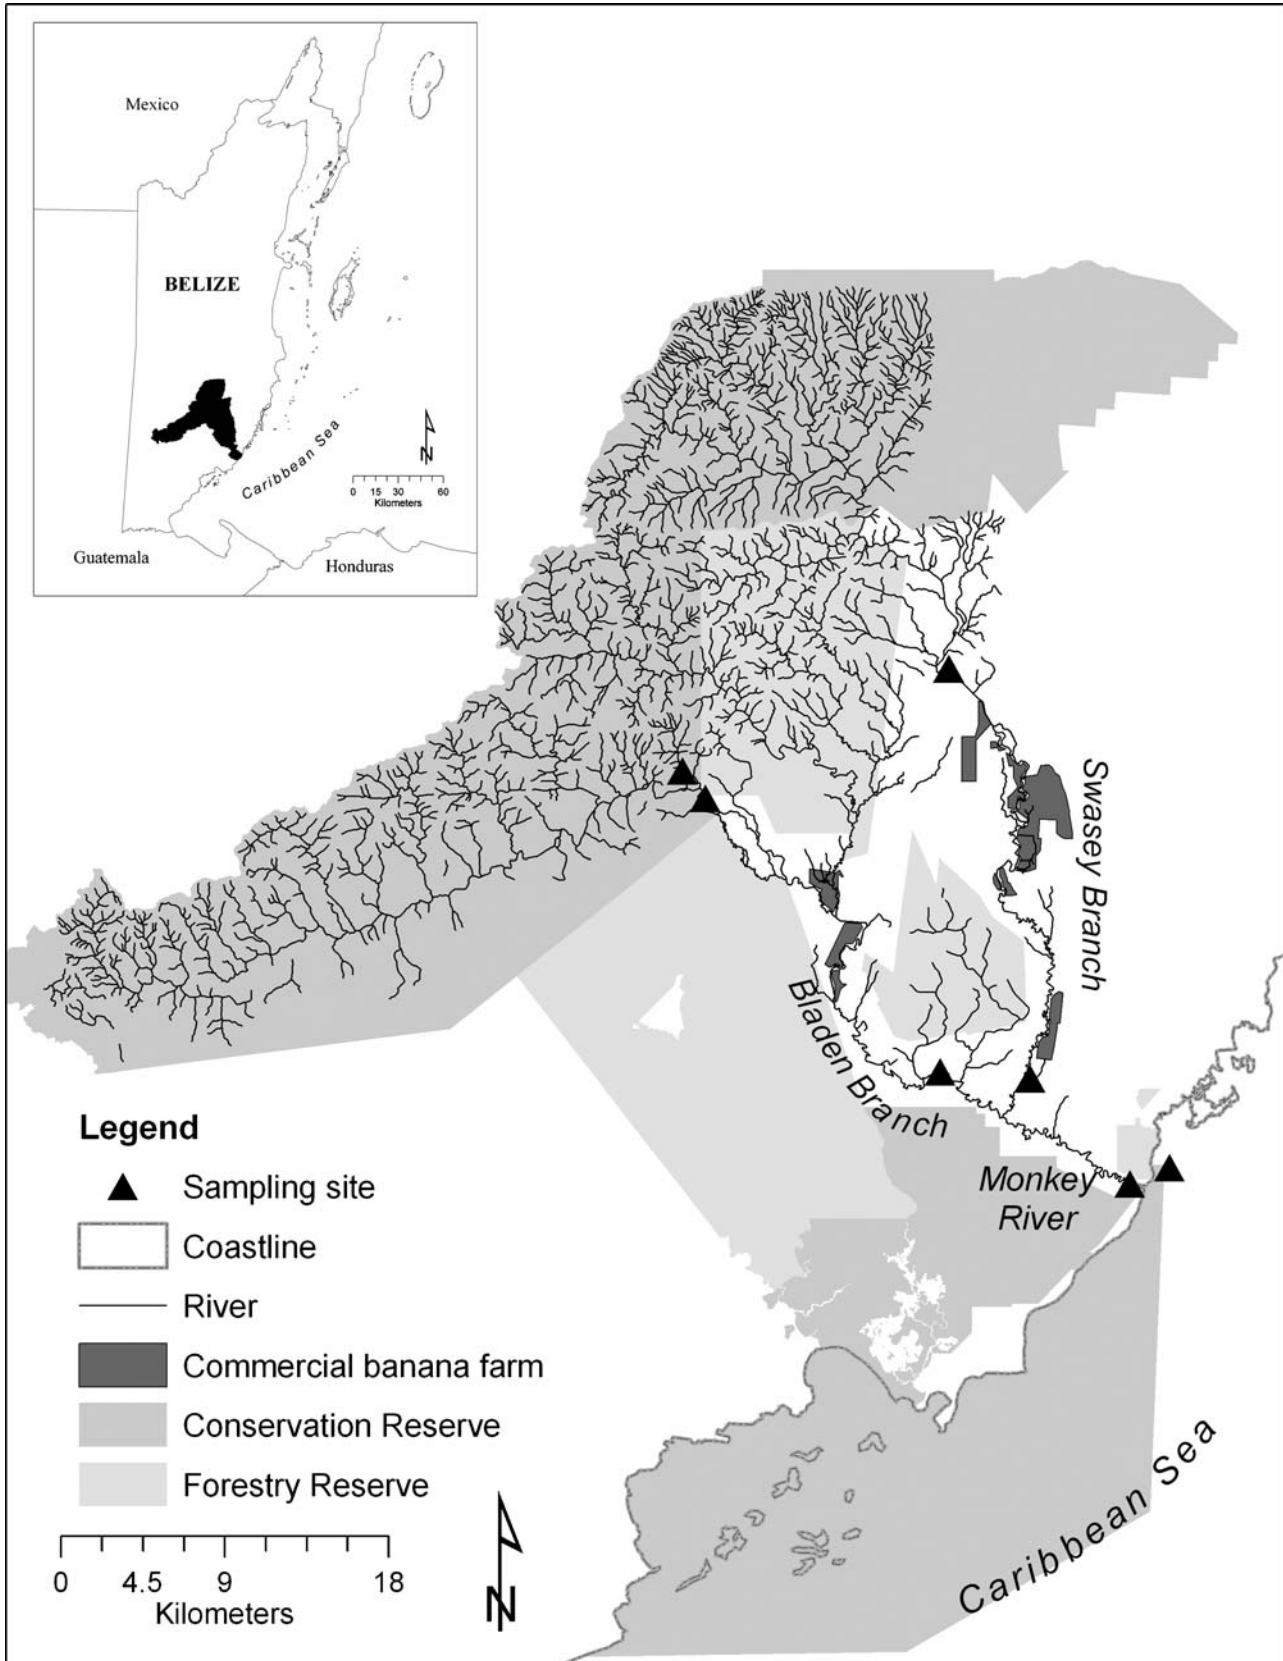 Mexico
BELIZE
Caribbean Sea
N
0 15 30 60
Kilometers
Guatemala
Honduras
Swasey Branch
Bladen Branch
Monkey
River
Caribbean Sea
Legend
Sampling site
Coastline
River
Commercial banana farm
Conservation Reserve
Forestry Reserve
0 4.5 9 18
Kilometers
N